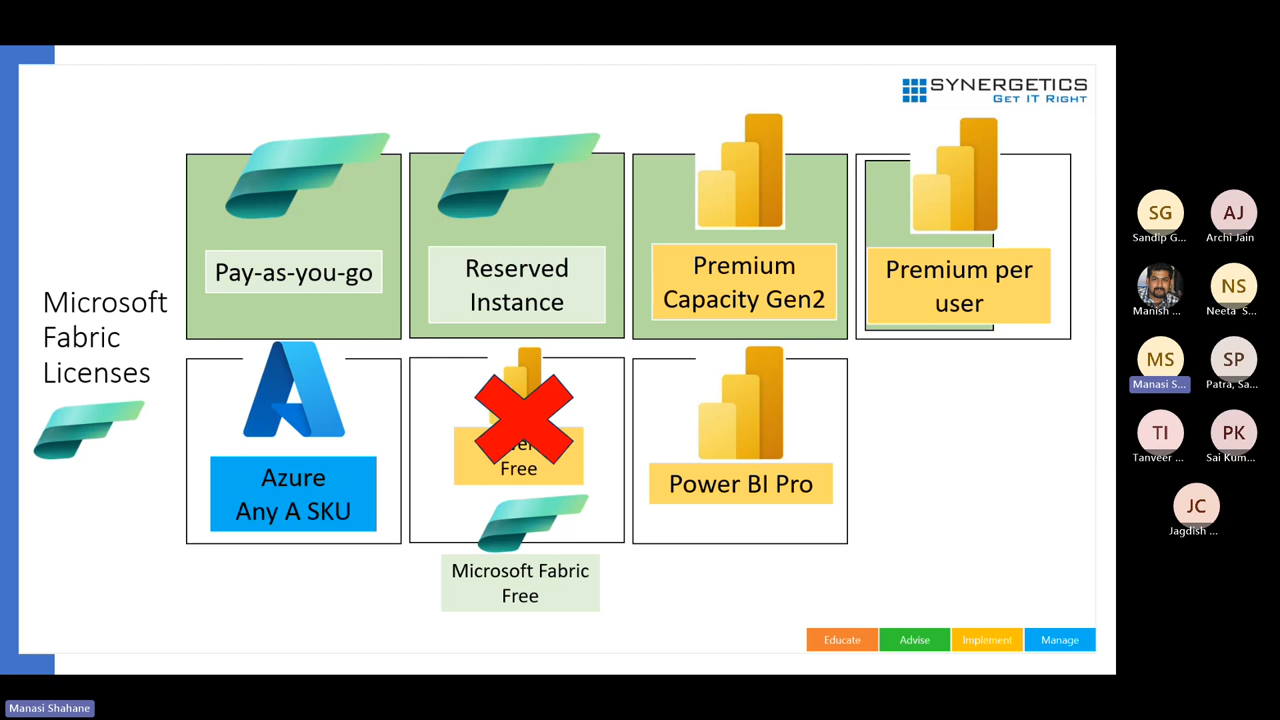 SYNERGETICS
GET IT RIGHT
Microsoft
Fabric
Licenses
Pay-as-you-go
Reserved
Instance
Premium
Capacity Gen2
Premium per
user
Azure
Any A SKU
Free
Microsoft Fabric
Free
Power BI Pro
Educate
Advise
Implement
Manage
SG
Sandip G...
AJ
Archi Jain
Manish ...
NS
Neeta S...
MS
Manasi S...
SP
Patra, Sa...
TI
Tanveer ...
PK
Sai Kum...
JC
Jagdish ...
Manasi Shahane